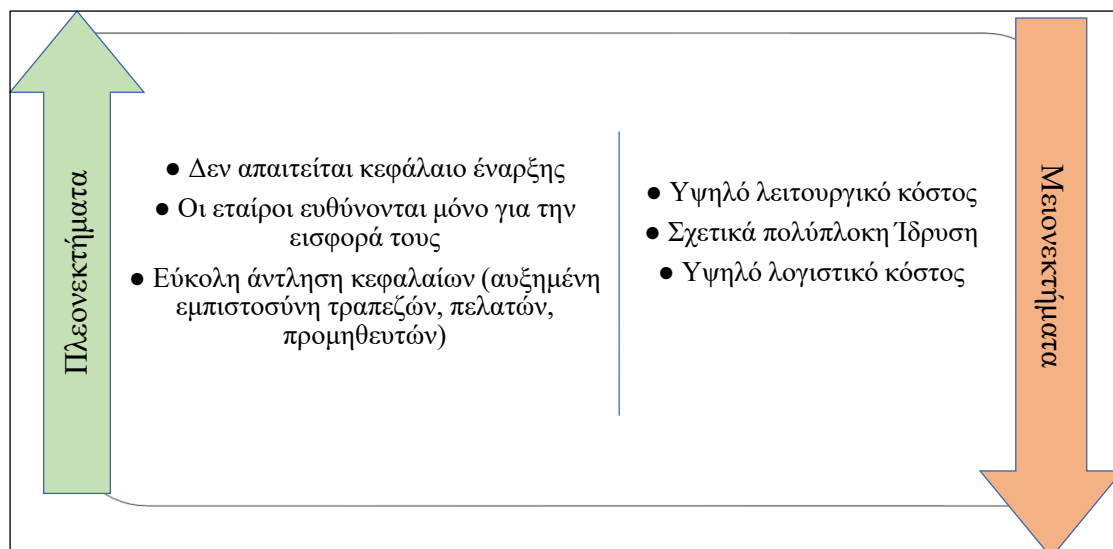 Πλεονεκτήματα
● Δεν απαιτείται κεφάλαιο έναρξης
● Οι εταίροι ευθύνονται μόνο για την
εισφορά τους
● Εύκολη άντληση κεφαλαίων (αυξημένη
εμπιστοσύνη τραπεζών, πελατών,
προμηθευτών)
● Υψηλό λειτουργικό κόστος
● Σχετικά πολύπλοκη Ίδρυση
● Υψηλό λογιστικό κόστος
Μειονεκτήματα